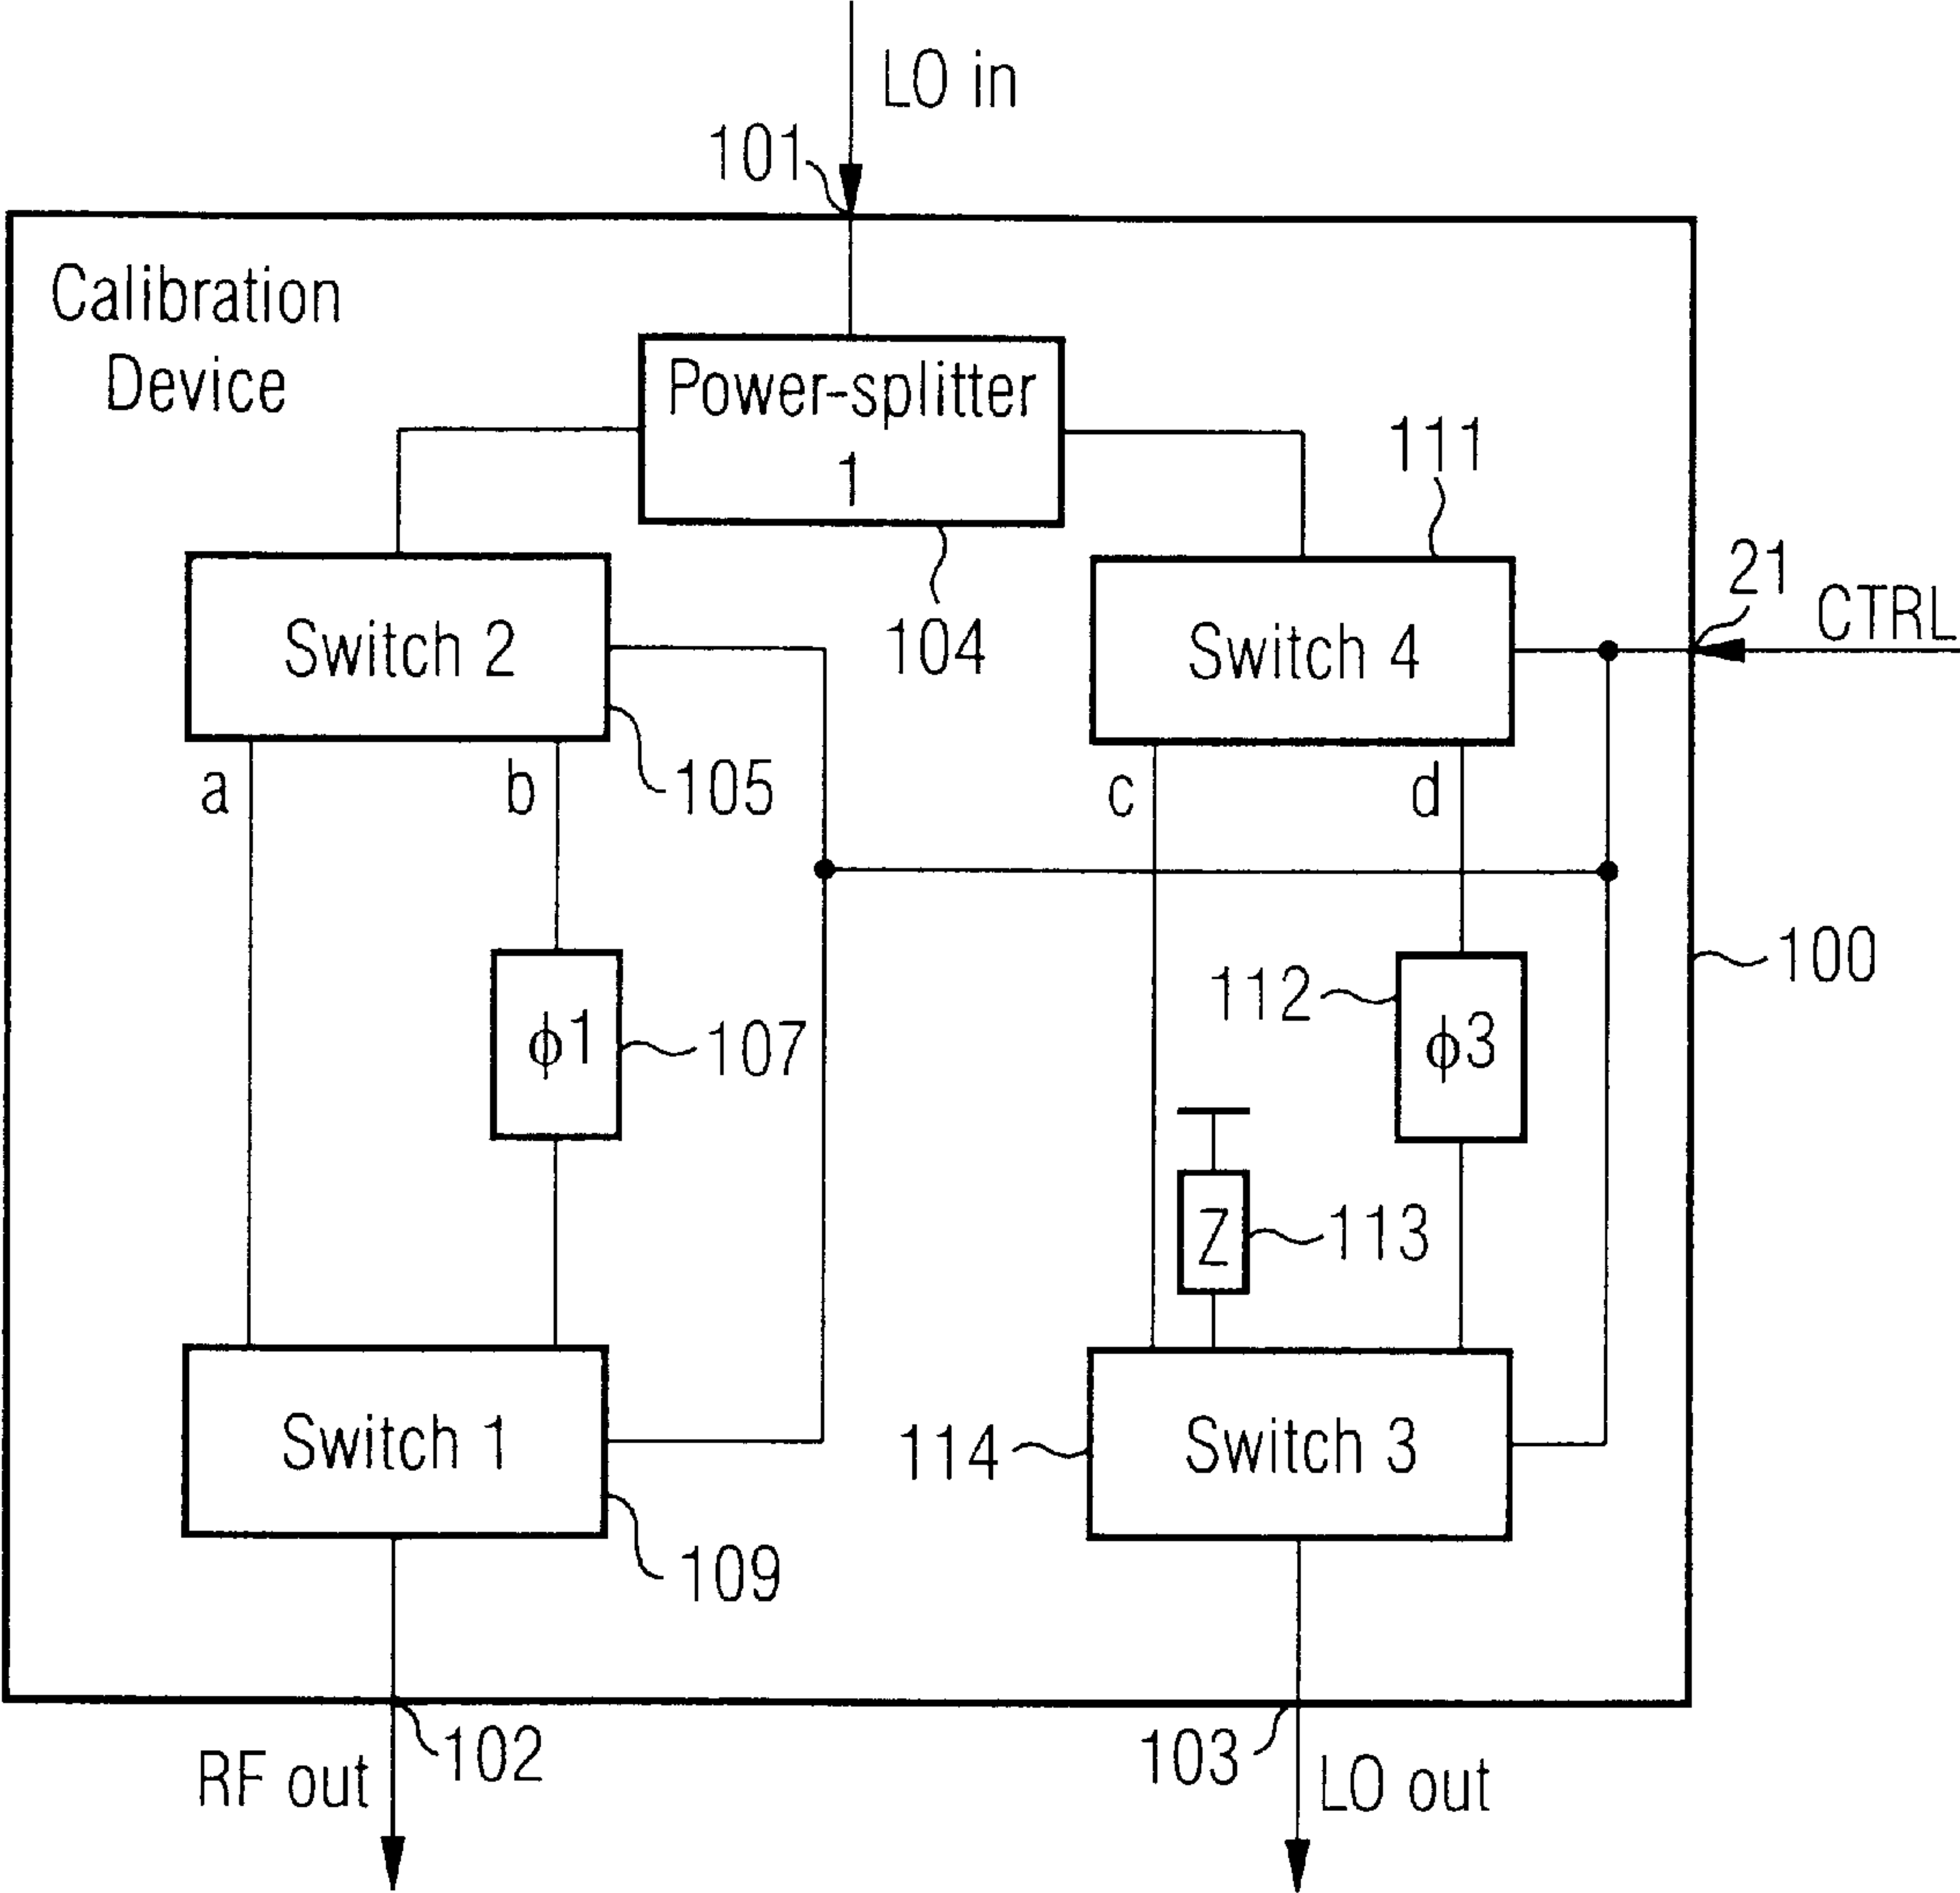 LO in
101
Calibration
Device
Power-splitter
1
111
21
CTRL
Switch 2
104
Switch 4
a
b
105
c
d
100
112
ϕ1
107
ϕ3
Z
113
Switch 1
114
Switch 3
109
102
103
RF out
LO out